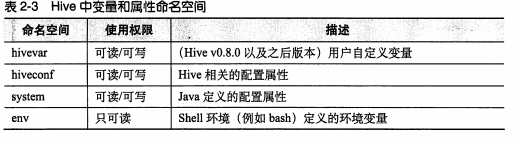 表 2-3 Hive 中变量和属性命名空间
命名空间 使用权限 描述
hivevar 可读/可写 （Hive v0.8.0 以及之后版本）用户自定义变量
hiveconf 可读/可写 Hive 相关的配置属性
system 可读/可写 Java 定义的配置属性
env 只可读 Shell 环境（例如 bash）定义的环境变量